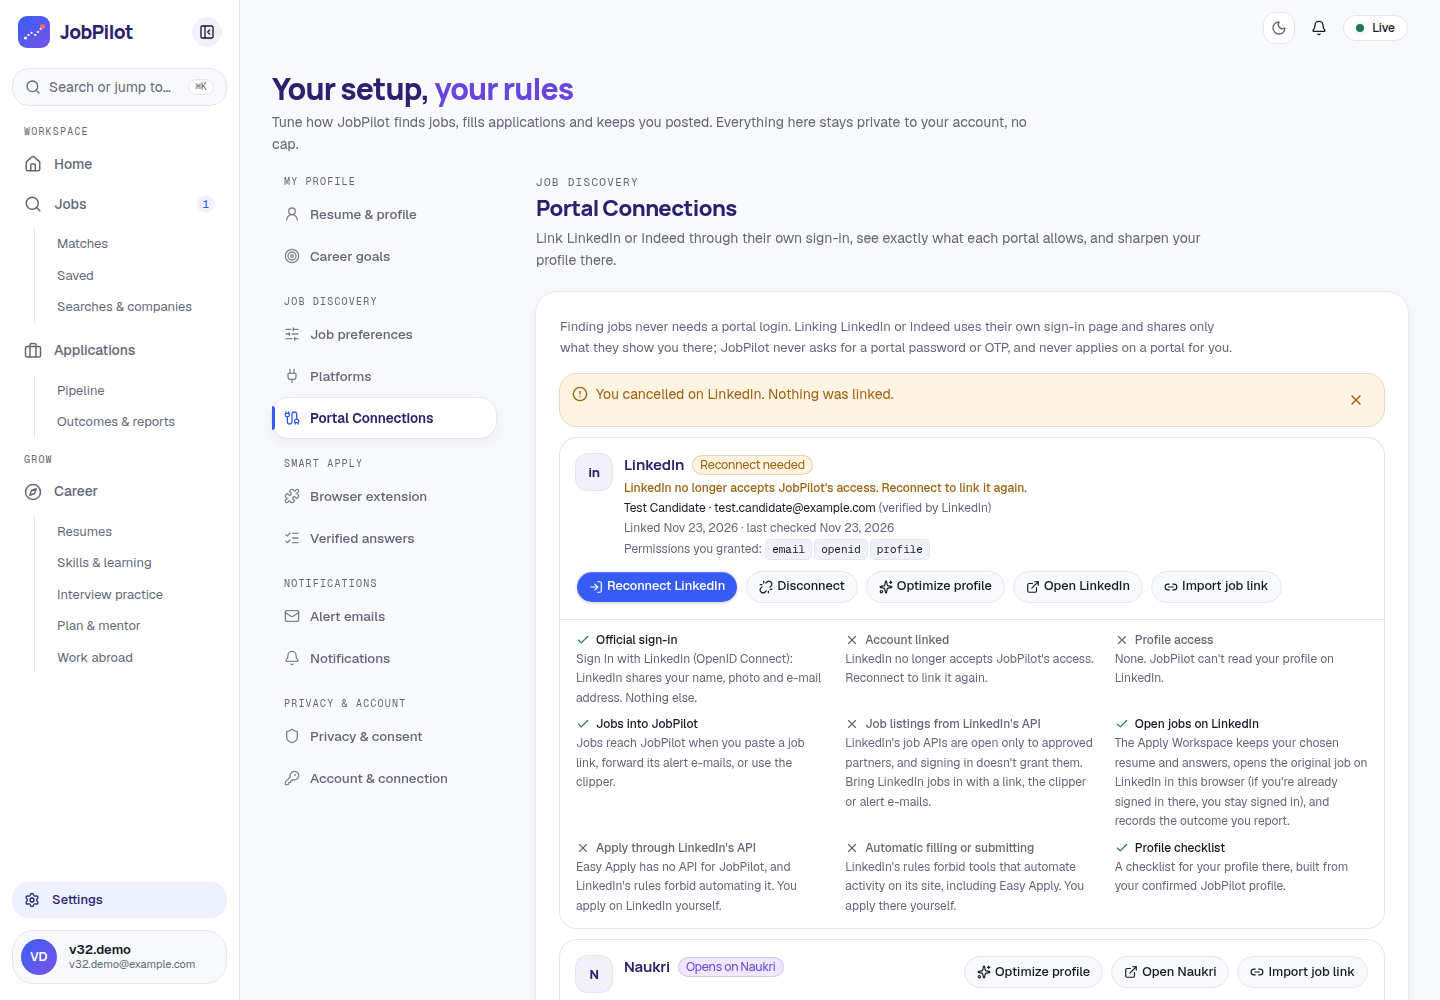 JobPilot
Search or jump to...
⌘K
WORKSPACE
Home
Jobs
1
Matches
Saved
Searches & companies
Applications
Pipeline
Outcomes & reports
GROW
Career
Resumes
Skills & learning
Interview practice
Plan & mentor
Work abroad
Settings
VD
v32.demo
v32.demo@example.com
Live
Your setup, your rules
Tune how JobPilot finds jobs, fills applications and keeps you posted. Everything here stays private to your account, no
cap.
MY PROFILE
Resume & profile
Career goals
JOB DISCOVERY
Job preferences
Platforms
Portal Connections
SMART APPLY
Browser extension
Verified answers
NOTIFICATIONS
Alert emails
Notifications
PRIVACY & ACCOUNT
Privacy & consent
Account & connection
JOB DISCOVERY
Portal Connections
Link LinkedIn or Indeed through their own sign-in, see exactly what each portal allows, and sharpen your
profile there.
Finding jobs never needs a portal login. Linking LinkedIn or Indeed uses their own sign-in page and shares only
what they show you there; JobPilot never asks for a portal password or OTP, and never applies on a portal for you.
You cancelled on LinkedIn. Nothing was linked.
in
LinkedIn
Reconnect needed
LinkedIn no longer accepts JobPilot's access. Reconnect to link it again.
Test Candidate · test.candidate@example.com (verified by LinkedIn)
Linked Nov 23, 2026 · last checked Nov 23, 2026
Permissions you granted: email openid profile
Reconnect LinkedIn
Disconnect
Optimize profile
Open LinkedIn
Import job link
Official sign-in
Sign In with LinkedIn (OpenID Connect):
LinkedIn shares your name, photo and e-mail
address. Nothing else.
Account linked
LinkedIn no longer accepts JobPilot's access.
Reconnect to link it again.
Profile access
None. JobPilot can't read your profile on
LinkedIn.
Jobs into JobPilot
Jobs reach JobPilot when you paste a job
link, forward its alert e-mails, or use the
clipper.
Job listings from LinkedIn's API
LinkedIn's job APIs are open only to approved
partners, and signing in doesn't grant them.
Bring LinkedIn jobs in with a link, the clipper
or alert e-mails.
Open jobs on LinkedIn
The Apply Workspace keeps your chosen
resume and answers, opens the original job on
LinkedIn in this browser (if you're already
signed in there, you stay signed in), and
records the outcome you report.
Apply through LinkedIn's API
Easy Apply has no API for JobPilot, and
LinkedIn's rules forbid automating it. You
apply on LinkedIn yourself.
Automatic filling or submitting
LinkedIn's rules forbid tools that automate
activity on its site, including Easy Apply. You
apply there yourself.
Profile checklist
A checklist for your profile there, built from
your confirmed JobPilot profile.
N
Naukri
Opens on Naukri
Optimize profile
Open Naukri
Import job link